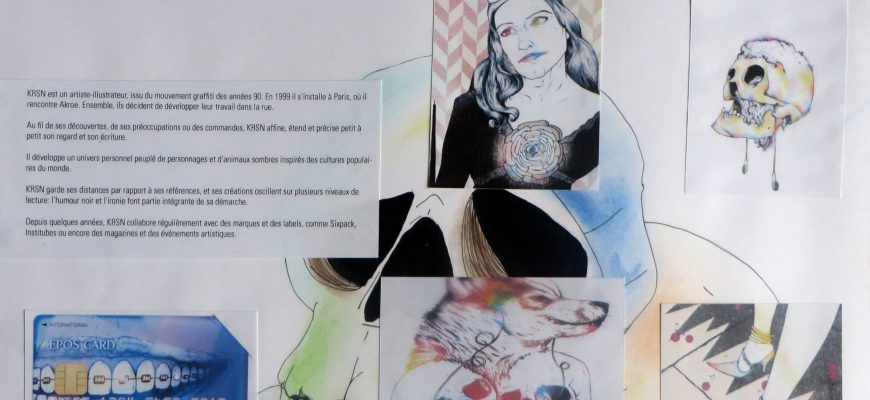 KRSN est un artiste-illustrateur, issu du mouvement graffiti des années 90. En 1999 il s'installe à Paris, où il
rencontre Akroe. Ensemble, ils décident de développer leur travail dans la rue.
Au fil de ses découvertes, de ses préoccupations ou des commandes, KRSN affine, étend et précise petit à
petit son regard et son écriture.
Il développe un univers personnel peuplé de personnages et d'animaux sombres inspirés des cultures populai-
res du monde.
KRSN garde ses distances par rapport à ses références, et ses créations oscillent sur plusieurs niveaux de
lecture: l'humour noir et l'ironie font partie intégrante de sa démarche.
Depuis quelques années, KRSN collabore régulièrement avec des marques et des labels, comme Sixpack,
Institubes ou encore des magazines et des événements artistiques.
INTERNATIONAL
EPOS CARD